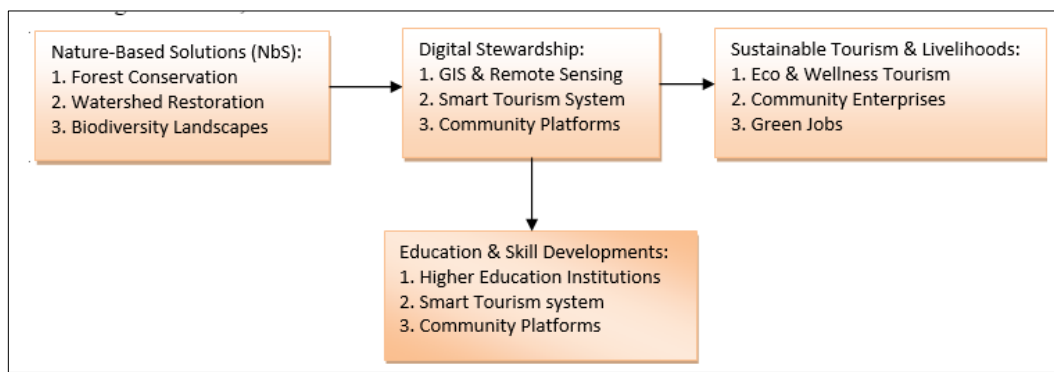 Nature-Based Solutions (NbS):
1. Forest Conservation
2. Watershed Restoration
3. Biodiversity Landscapes
Digital Stewardship:
1. GIS & Remote Sensing
2. Smart Tourism System
3. Community Platforms
Sustainable Tourism & Livelihoods:
1. Eco & Wellness Tourism
2. Community Enterprises
3. Green Jobs
Education & Skill Developments:
1. Higher Education Institutions
2. Smart Tourism system
3. Community Platforms